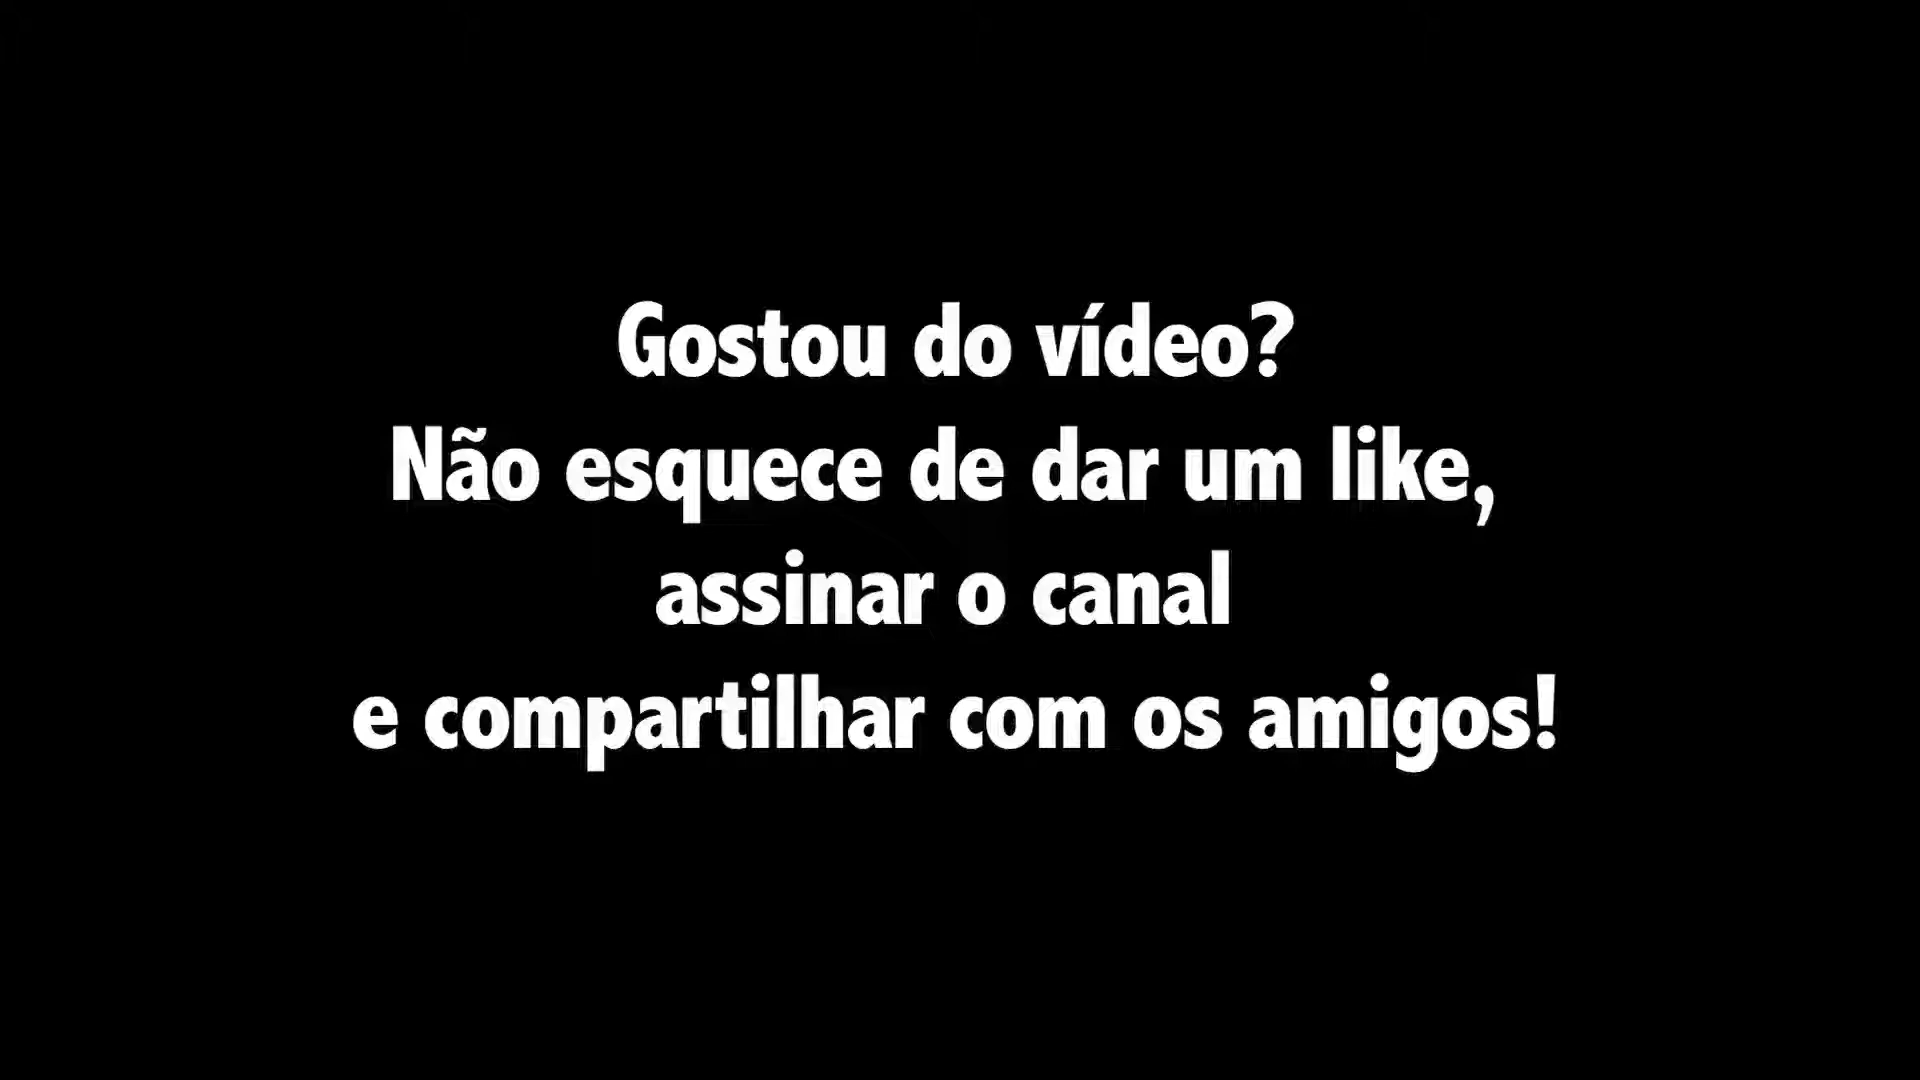 Gostou do vídeo?
Não esquece de dar um like,
assinar o canal
e compartilhar com os amigos!